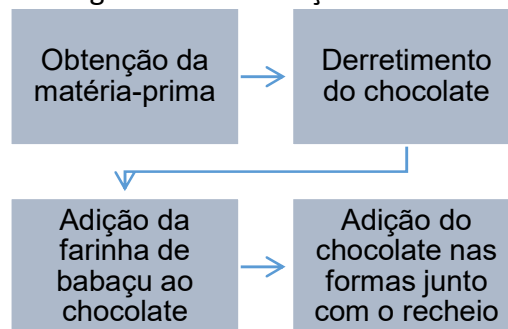 Obtenção da
matéria-prima
Derretimento
do chocolate
Adição da
farinha de
babaçu ao
chocolate
Adição do
chocolate nas
formas junto
com o recheio